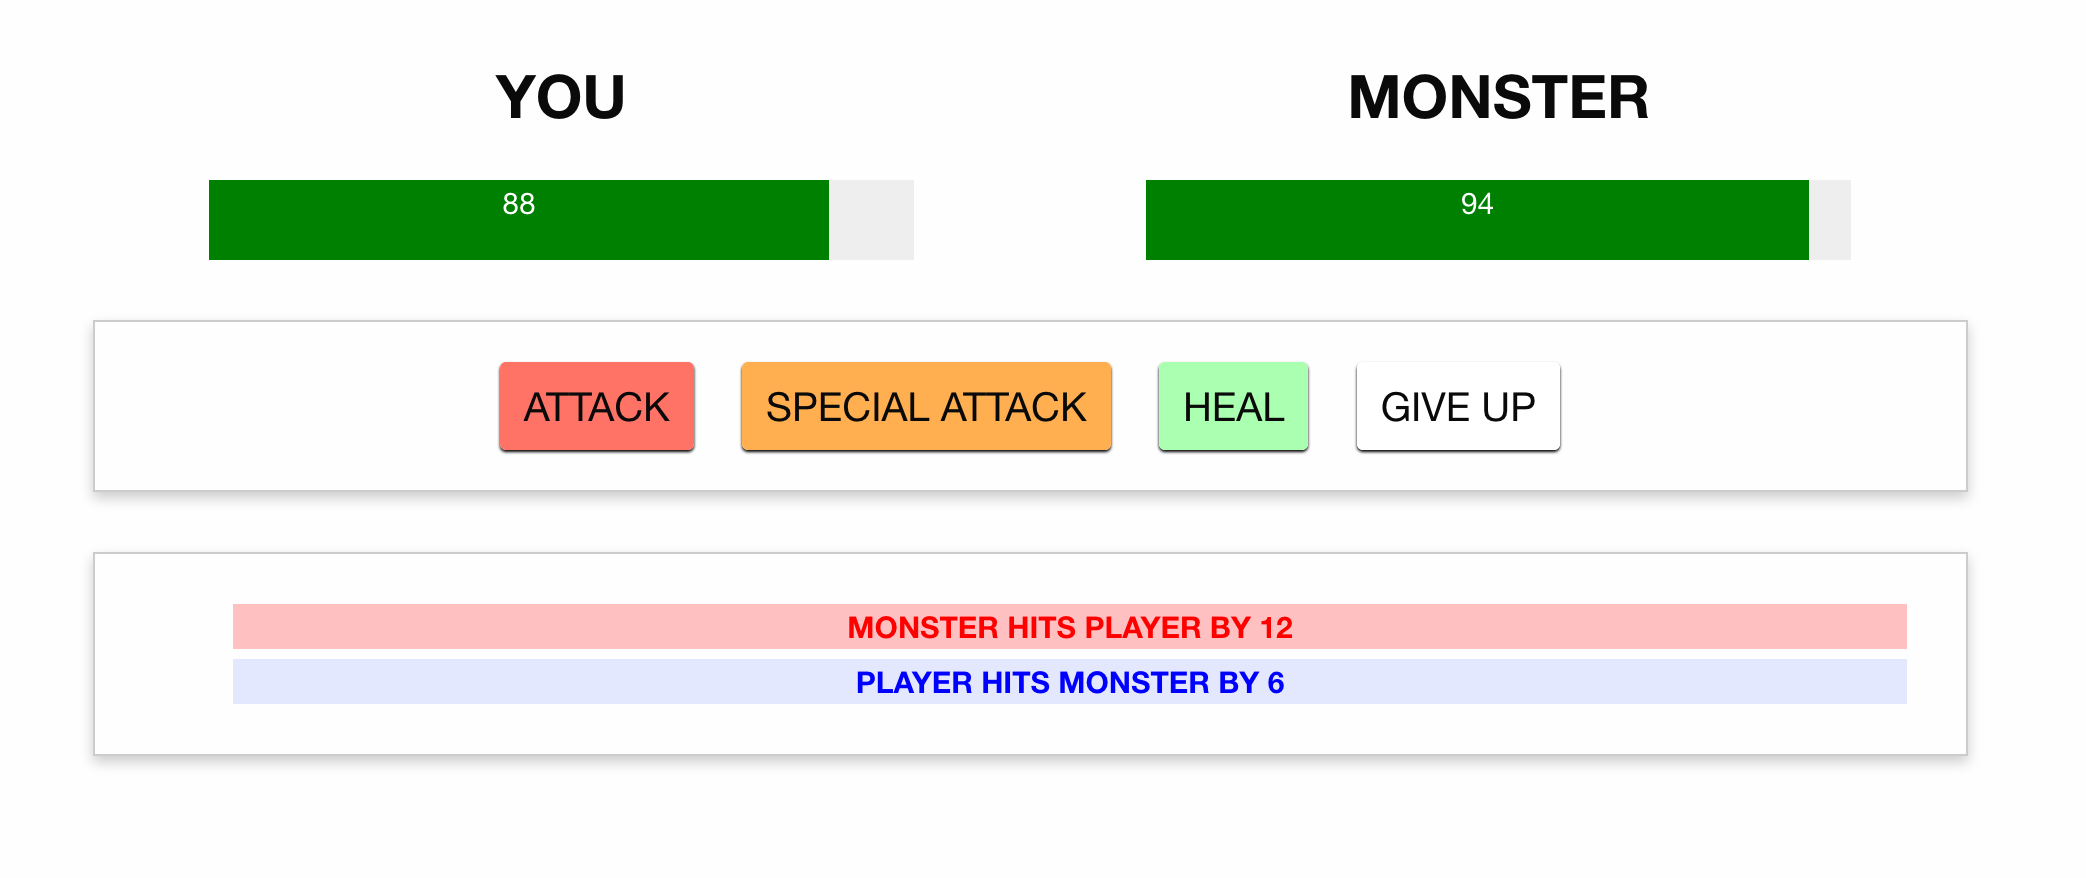 YOU
MONSTER
88
94
ATTACK
SPECIAL ATTACK
HEAL
GIVE UP
MONSTER HITS PLAYER BY 12
PLAYER HITS MONSTER BY 6